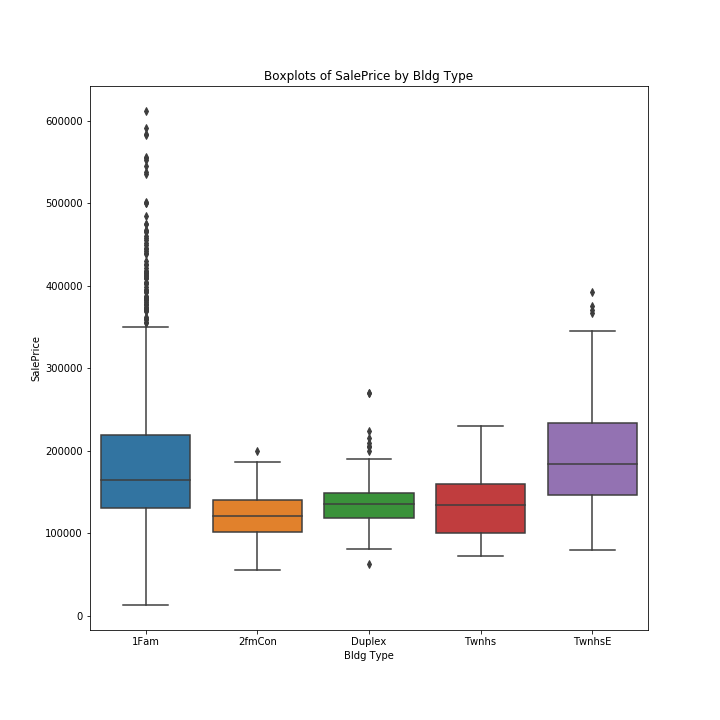 Boxplots of SalePrice by Bldg Type
600000
500000
400000
300000
200000
100000
0
SalePrice
1Fam 2fmCon Duplex Twnhs TwnhsE
Bldg Type